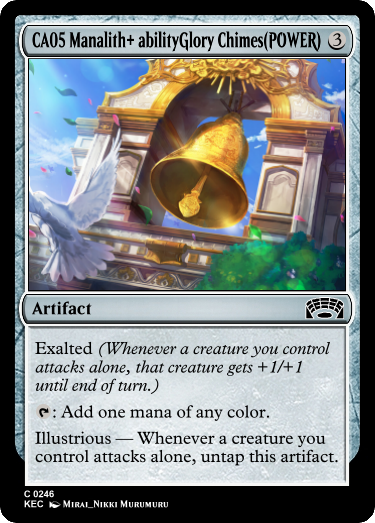 CA05 Manalith+ abilityGlory Chimes(POWER) 3
Artifact
Exalted (Whenever a creature you control
attacks alone, that creature gets +1/+1
until end of turn.)
: Add one mana of any color.
Illustrious — Whenever a creature you
control attacks alone, untap this artifact.
C 0246
KEC Mirai_Nikki Murumuru